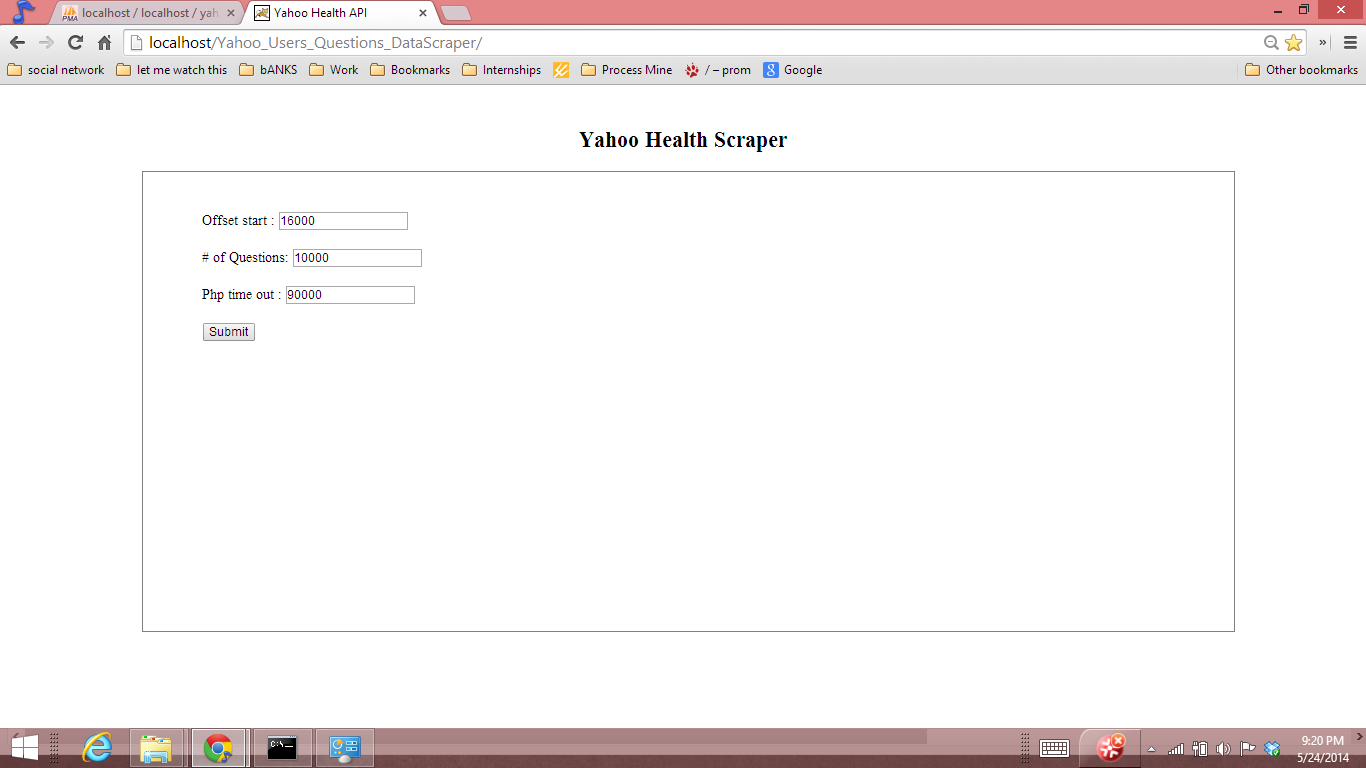 PMA localhost / localhost / yah
Yahoo Health API
localhost/Yahoo_Users_Questions_DataScraper/
social network let me watch this bANKS Work Bookmarks Internships Process Mine / – prom Google Other bookmarks
Yahoo Health Scraper
Offset start : 16000
# of Questions: 10000
Php time out : 90000
Submit
9:20 PM
5/24/2014